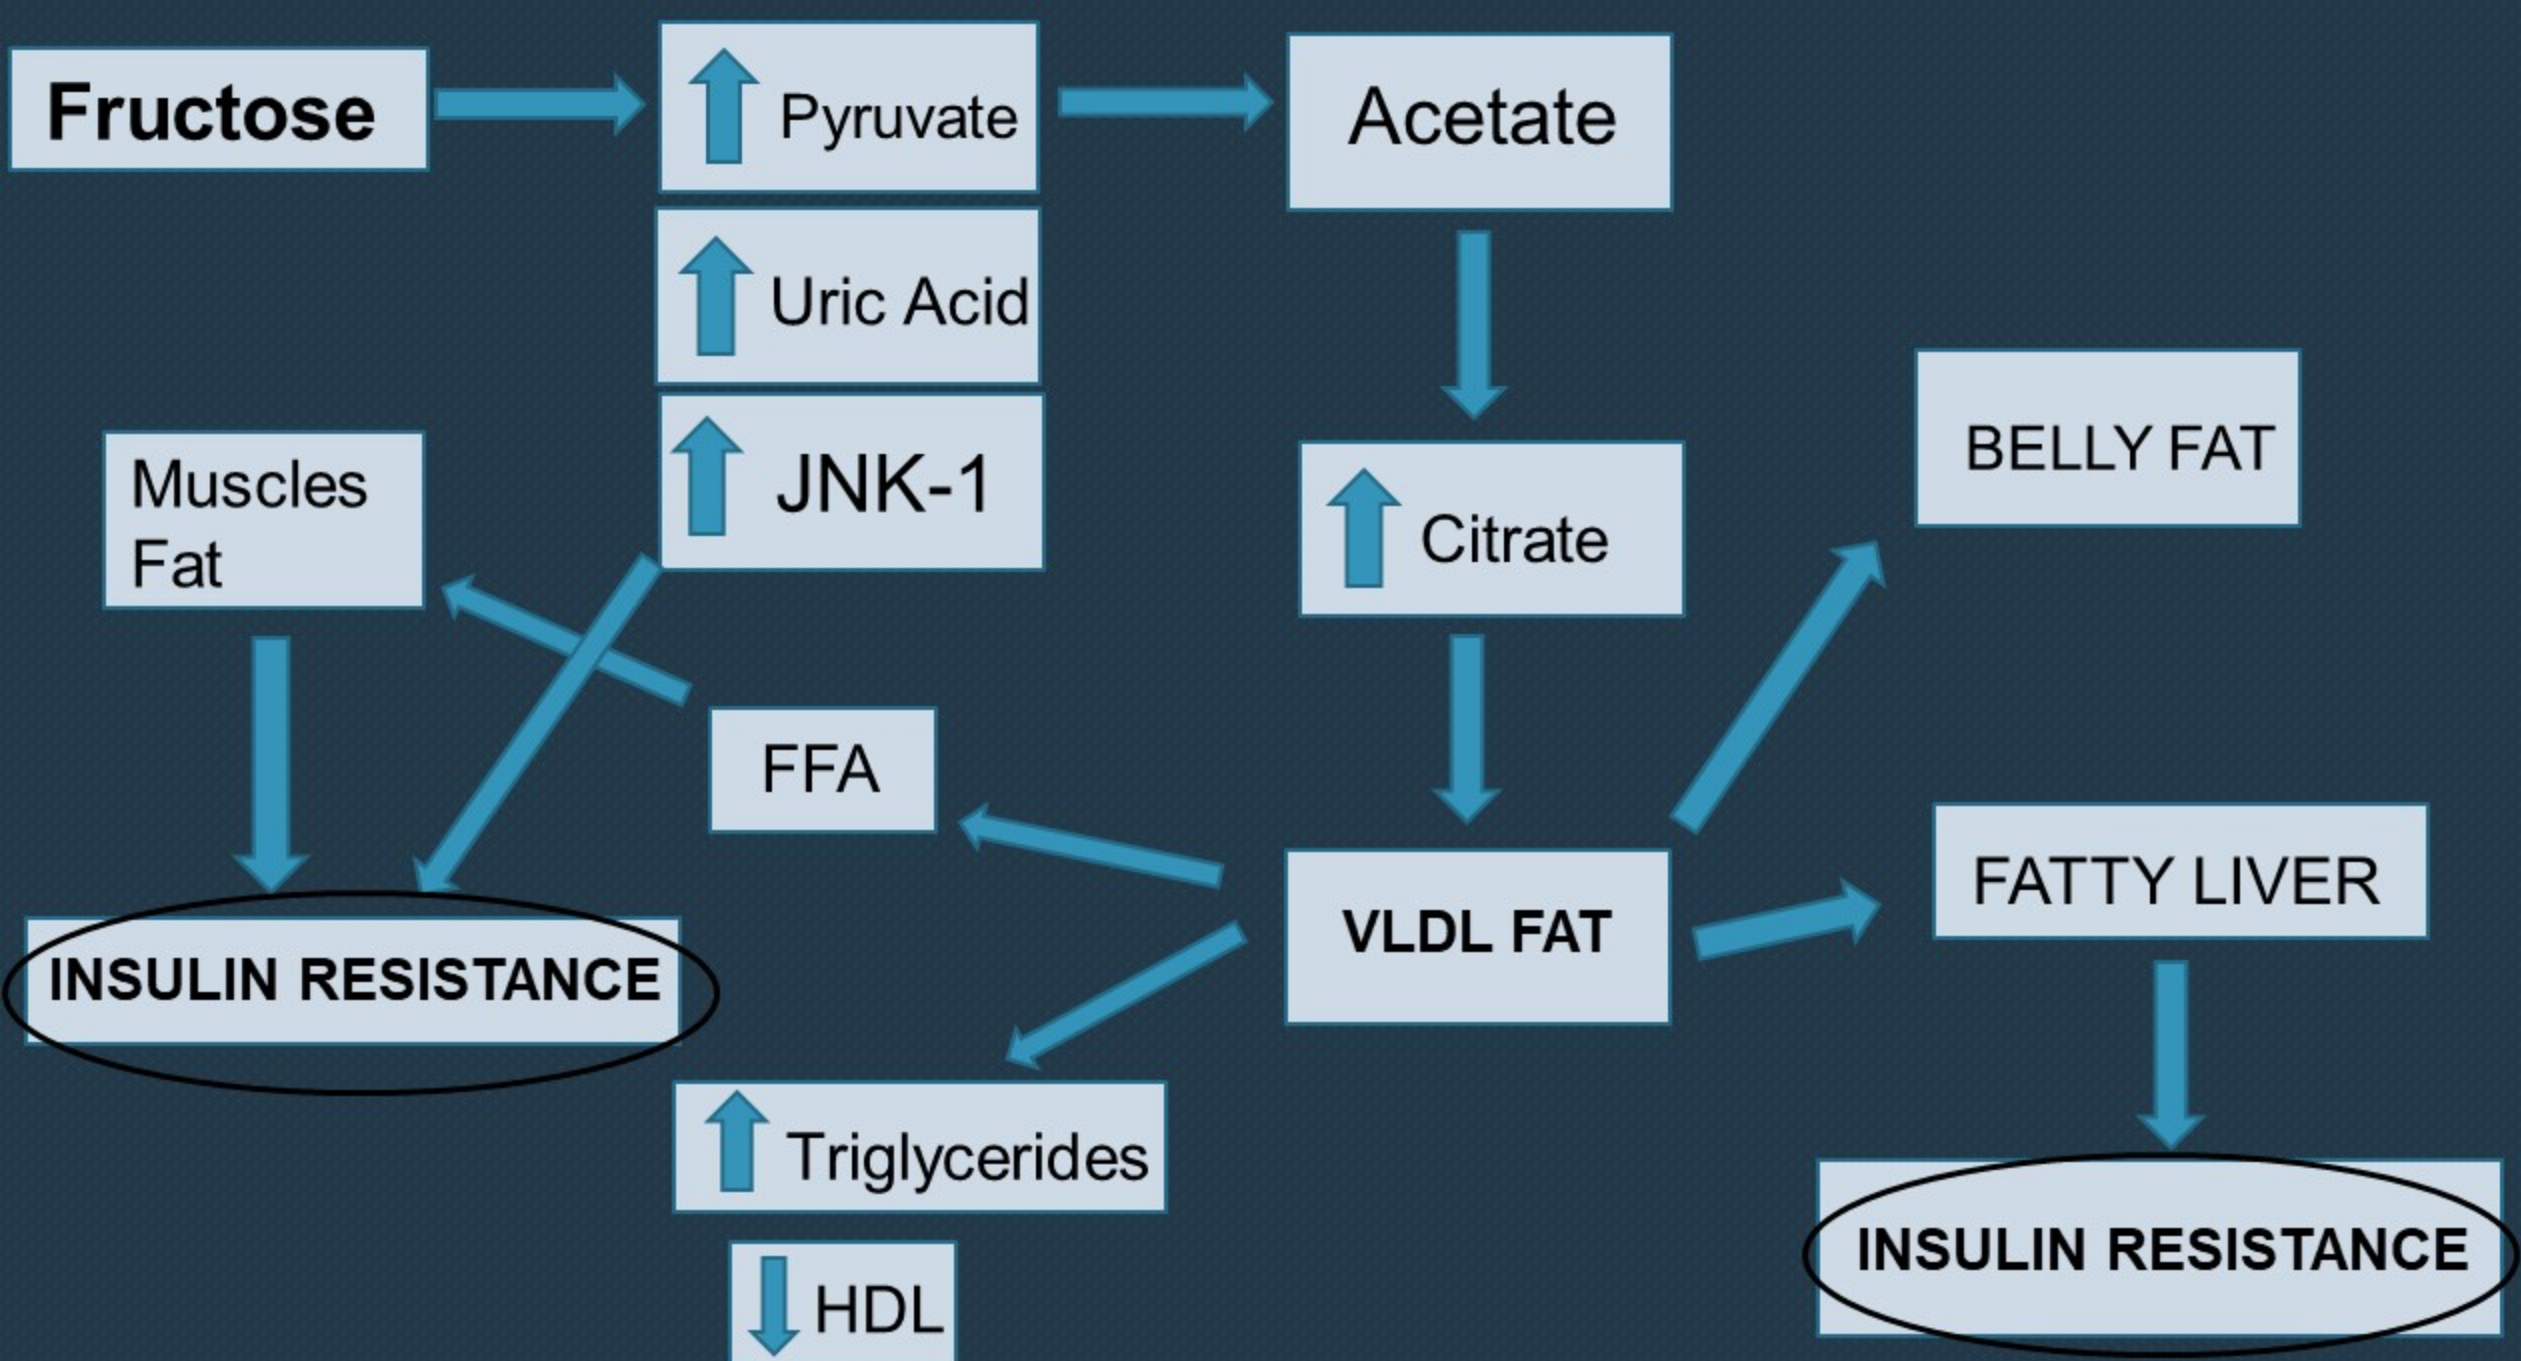 Fructose
Pyruvate
Acetate
Uric Acid
JNK-1
Muscles
Fat
Citrate
BELLY FAT
FFA
VLDL FAT
FATTY LIVER
INSULIN RESISTANCE
Triglycerides
HDL
INSULIN RESISTANCE